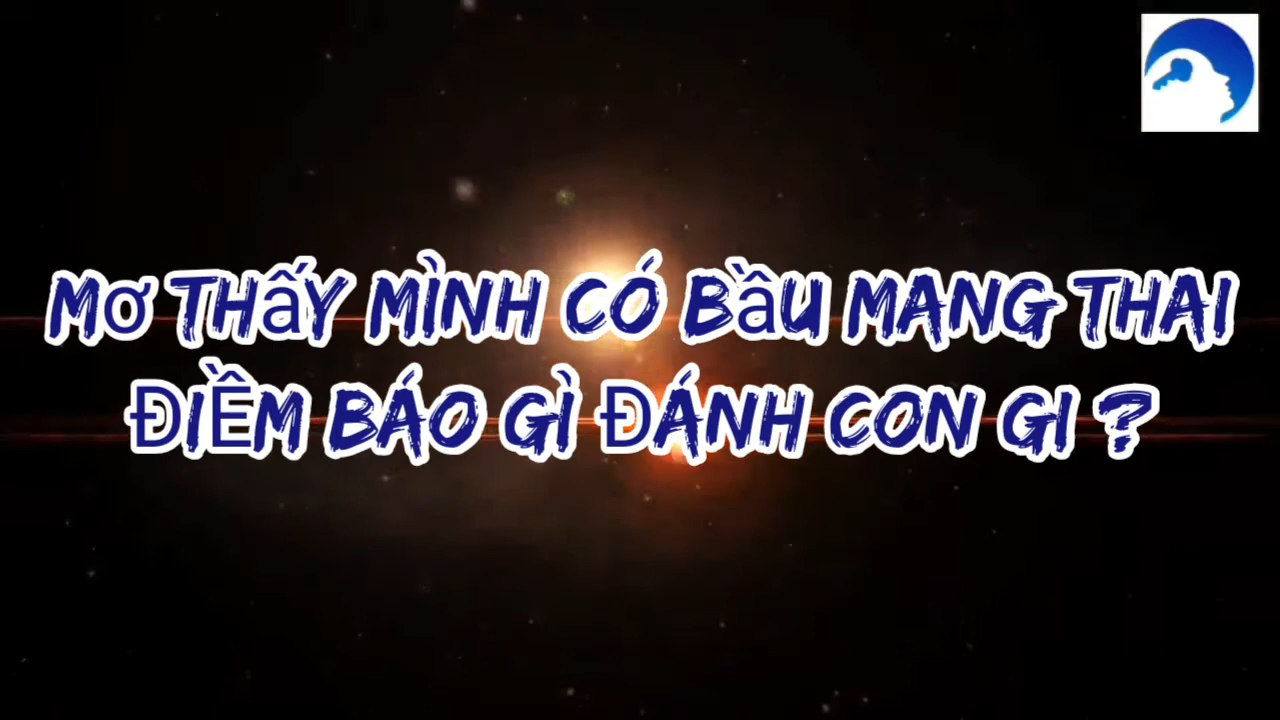 MƠ THẤY MÌNH CÓ BẦU MANG THAI
ĐIỀM BÁO GÌ ĐÁNH CON GI ?